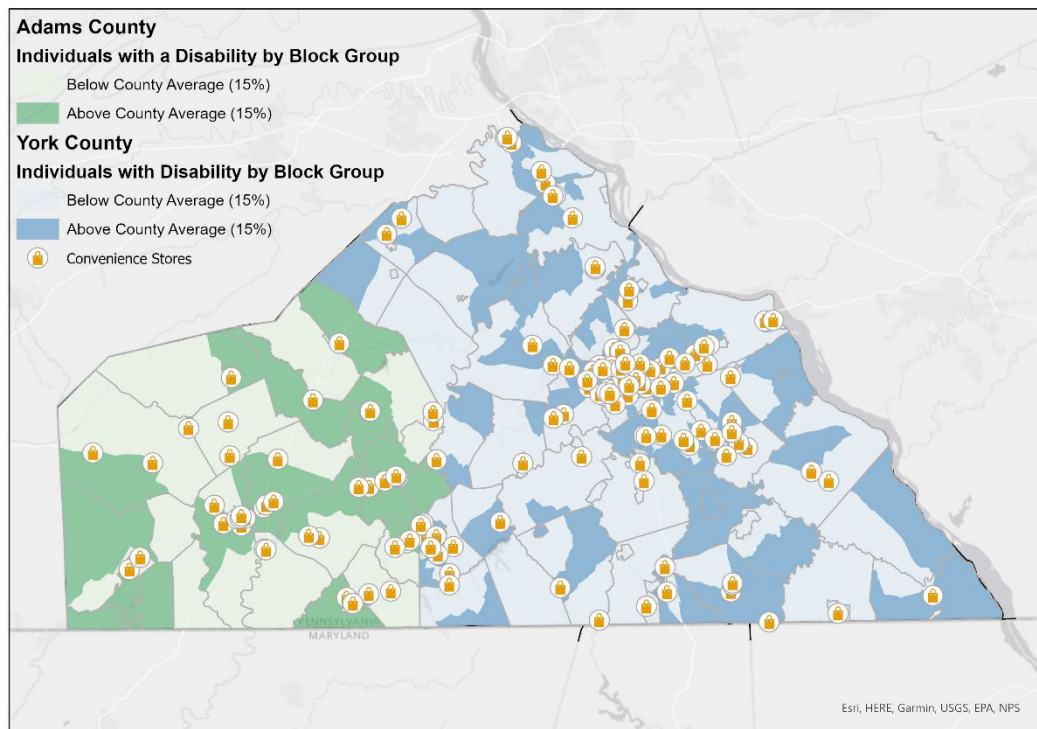 Adams County
Individuals with a Disability by Block Group
Below County Average (15%)
Above County Average (15%)
York County
Individuals with Disability by Block Group
Below County Average (15%)
Above County Average (15%)
Convenience Stores
PENNSYLVANIA
MARYLAND
Esri, HERE, Garmin, USGS, EPA, NPS